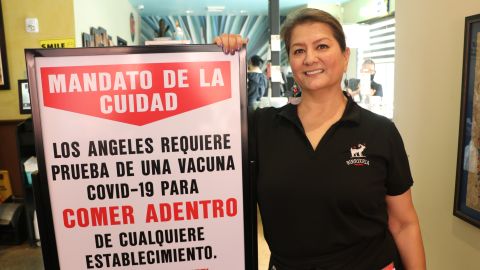 SMILE
MANDATO DE LA
CUIDAD
LOS ANGELES REQUIERE
PRUEBA DE UNA VACUNA
COVID-19 PARA
COMER ADENTRO
DE CUALQUIERE
ESTABLECIMENTO.